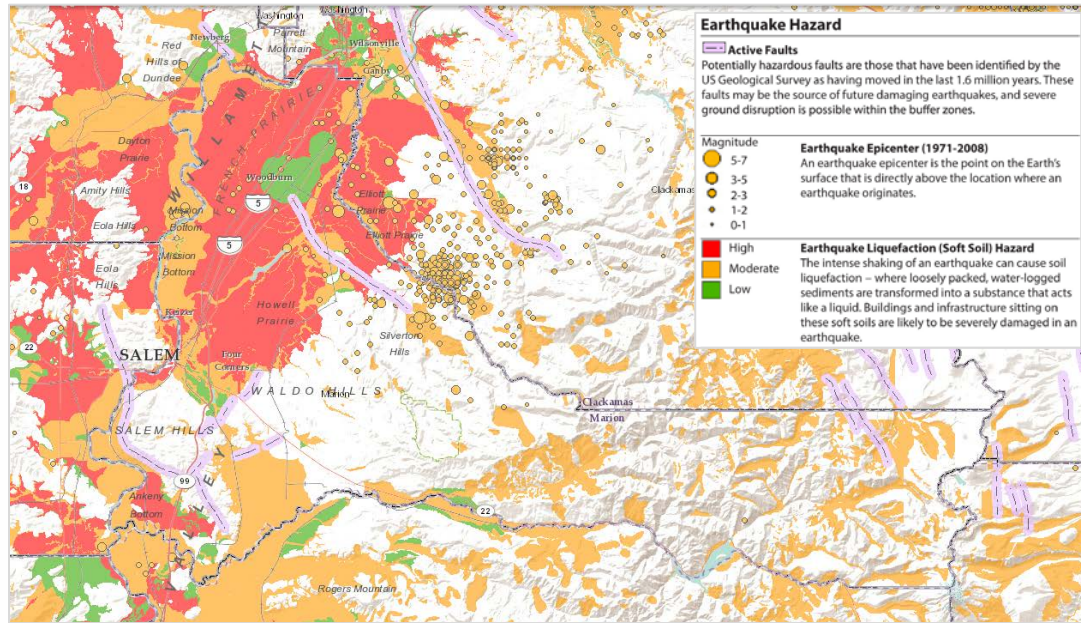 Earthquake Hazard
Active Faults
Potentially hazardous faults are those that have been identified by the
US Geological Survey as having moved in the last 1.6 million years. These
faults may be the source of future damaging earthquakes, and severe
ground disruption is possible within the buffer zones.
Magnitude
5-7
3-5
2-3
1-2
0-1
Earthquake Epicenter (1971-2008)
An earthquake epicenter is the point on the Earth's
surface that is directly above the location where an
earthquake originates.
High
Moderate
Low
Earthquake Liquefaction (Soft Soil) Hazard
The intense shaking of an earthquake can cause soil
liquefaction – where loosely packed, water-logged
sediments are transformed into a substance that acts
like a liquid. Buildings and infrastructure sitting on
these soft soils are likely to be severely damaged in an
earthquake.
Washington
Washington
Newberg
Parrett
Mountain
Wilsonville
Red
Hills of
Dundee
Canby
WILLAMET
FRENCH PRAIRIE
Dayton
Prairie
Woodburn
18
Amity Hills
5
Elliott
Prairie
Clackamas
Mission
Bottom
Eola Hills
Elliott Prairie
5
Mission
Bottom
Eola
Hills
Howell
Prairie
Keizer
22
SALEM
Silverton
Hills
Four
Corners
WALDO HILLS
Marion
Clackamas
Marion
SALEM HILLS
VALLEY
99
Ankeny
Bottom
22
Rogers Mountain